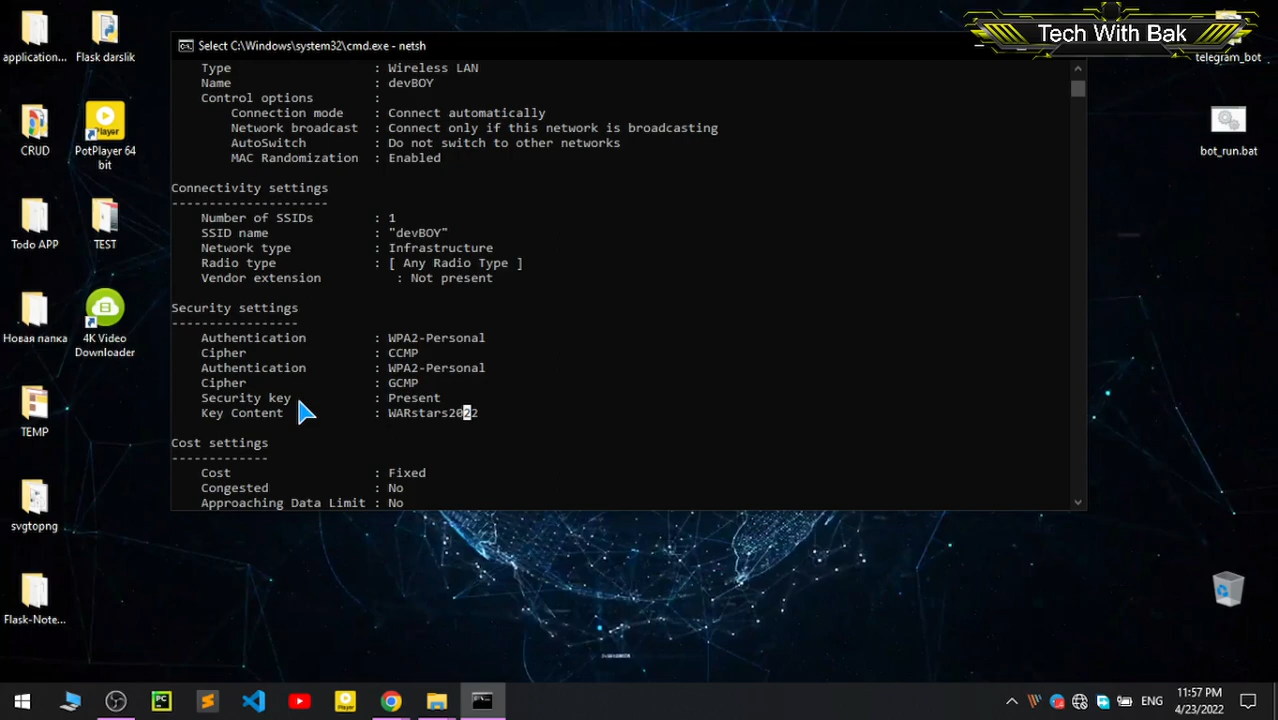 Tech With Bak
Select C:\Windows\system32\cmd.exe - netsh
Type : Wireless LAN
Name : devBOY
Control options :
Connection mode : Connect automatically
Network broadcast : Connect only if this network is broadcasting
AutoSwitch : Do not switch to other networks
MAC Randomization : Enabled
Connectivity settings
---------------------
Number of SSIDs : 1
SSID name : "devBOY"
Network type : Infrastructure
Radio type : [ Any Radio Type ]
Vendor extension : Not present
Security settings
-----------------
Authentication : WPA2-Personal
Cipher : CCMP
Authentication : WPA2-Personal
Cipher : GCMP
Security key : Present
Key Content : WARstars2022
Cost settings
-------------
Cost : Fixed
Congested : No
Approaching Data Limit : No
application...
Flask darslik
CRUD
Player
PotPlayer 64
bit
Todo APP
TEST
Новая папка
4K Video
Downloader
TEMP
svgtopng
Flask-Note...
telegram_bot
bot_run.bat
PC
Player
ENG
11:57 PM
4/23/2022